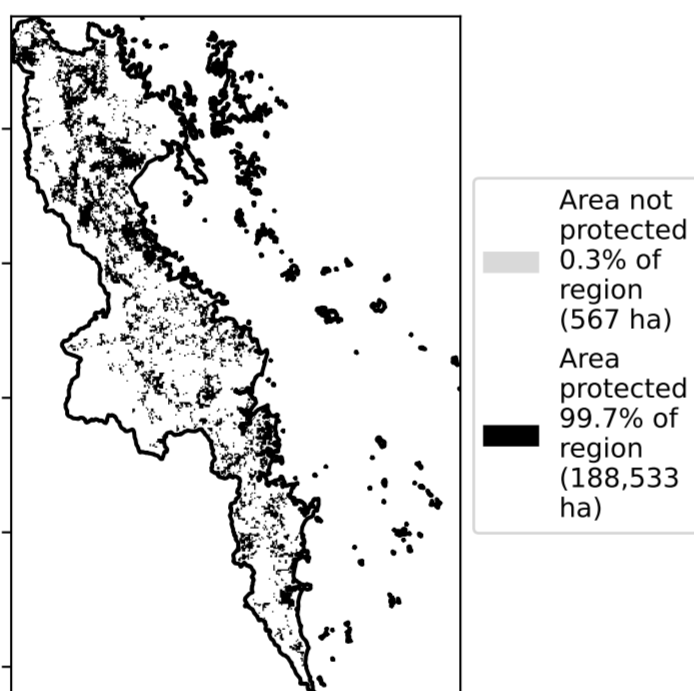 Area not
protected
0.3% of
region
(567 ha)
Area
protected
99.7% of
region
(188,533
ha)